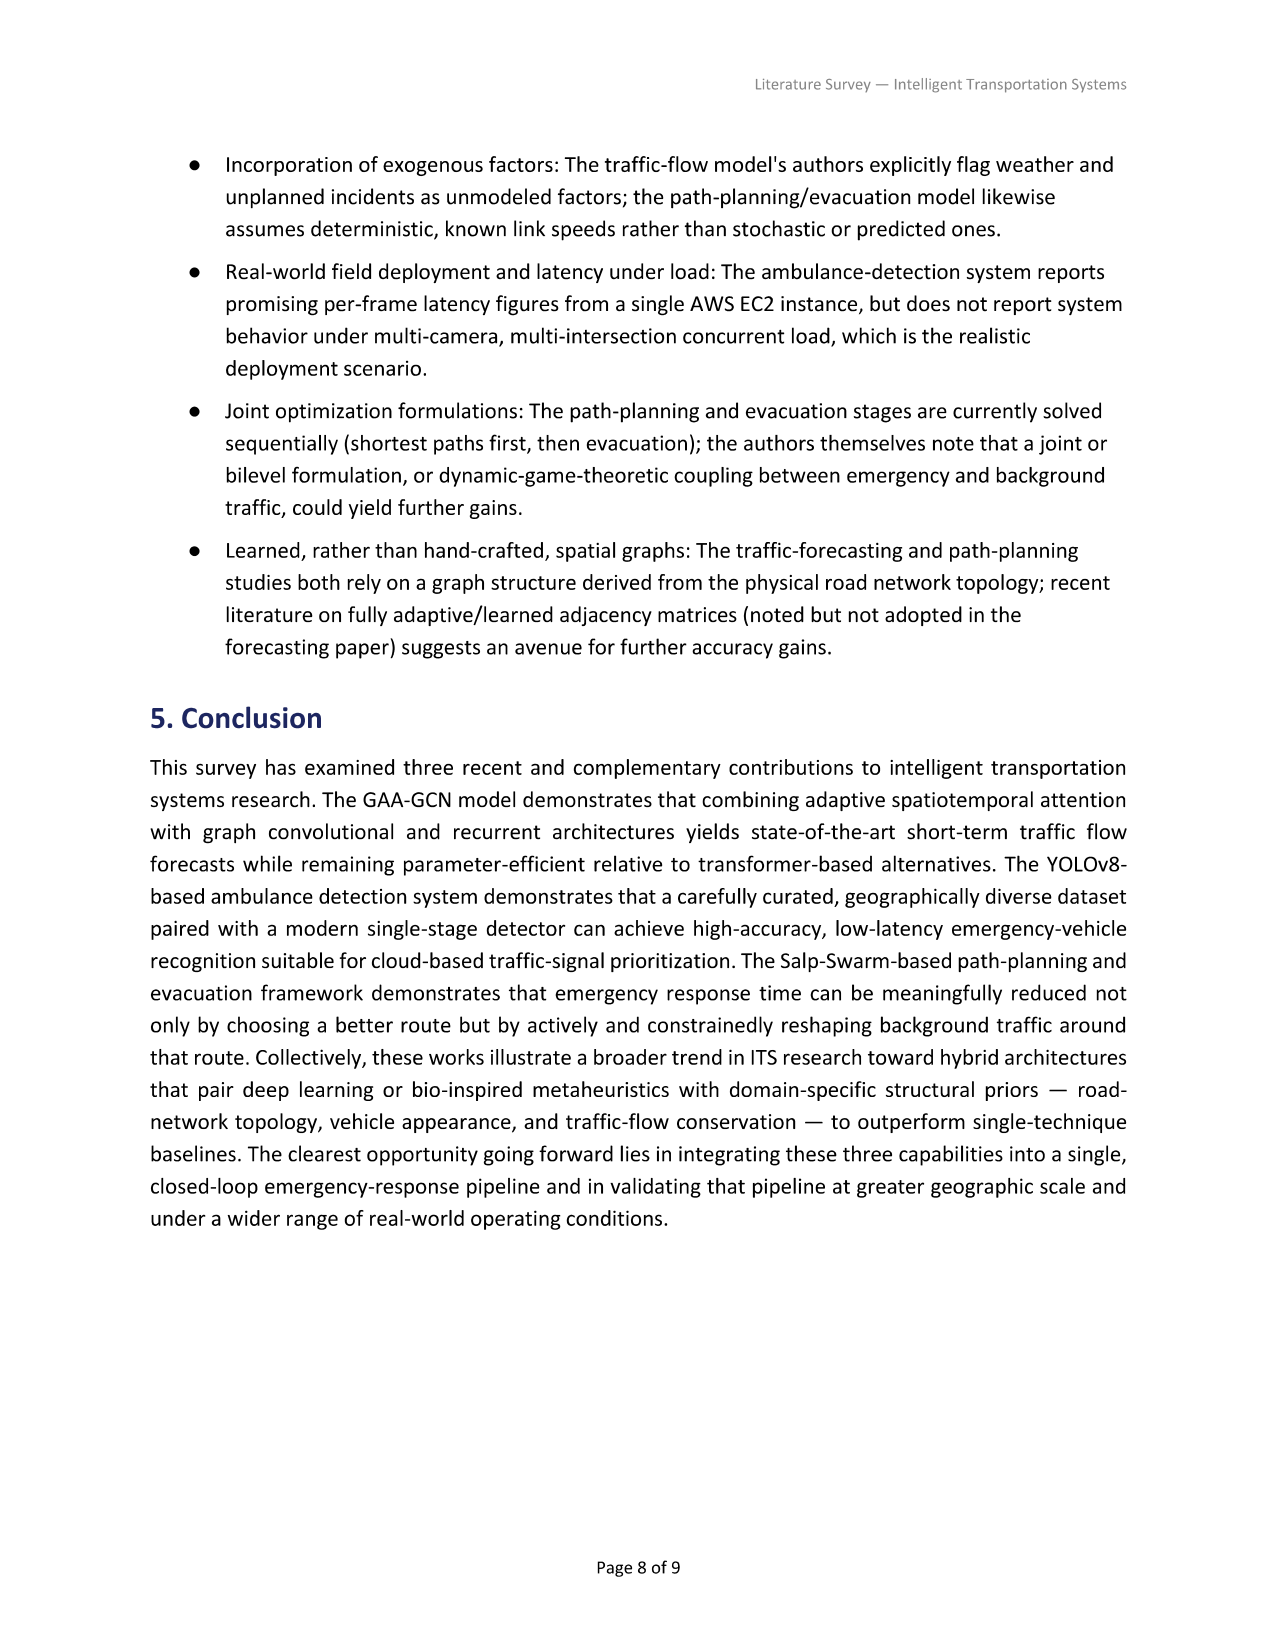 Literature Survey — Intelligent Transportation Systems
● Incorporation of exogenous factors: The traffic-flow model's authors explicitly flag weather and
unplanned incidents as unmodeled factors; the path-planning/evacuation model likewise
assumes deterministic, known link speeds rather than stochastic or predicted ones.
● Real-world field deployment and latency under load: The ambulance-detection system reports
promising per-frame latency figures from a single AWS EC2 instance, but does not report system
behavior under multi-camera, multi-intersection concurrent load, which is the realistic
deployment scenario.
● Joint optimization formulations: The path-planning and evacuation stages are currently solved
sequentially (shortest paths first, then evacuation); the authors themselves note that a joint or
bilevel formulation, or dynamic-game-theoretic coupling between emergency and background
traffic, could yield further gains.
● Learned, rather than hand-crafted, spatial graphs: The traffic-forecasting and path-planning
studies both rely on a graph structure derived from the physical road network topology; recent
literature on fully adaptive/learned adjacency matrices (noted but not adopted in the
forecasting paper) suggests an avenue for further accuracy gains.
5. Conclusion
This survey has examined three recent and complementary contributions to intelligent transportation
systems research. The GAA-GCN model demonstrates that combining adaptive spatiotemporal attention
with graph convolutional and recurrent architectures yields state-of-the-art short-term traffic flow
forecasts while remaining parameter-efficient relative to transformer-based alternatives. The YOLOv8-
based ambulance detection system demonstrates that a carefully curated, geographically diverse dataset
paired with a modern single-stage detector can achieve high-accuracy, low-latency emergency-vehicle
recognition suitable for cloud-based traffic-signal prioritization. The Salp-Swarm-based path-planning and
evacuation framework demonstrates that emergency response time can be meaningfully reduced not
only by choosing a better route but by actively and constrainedly reshaping background traffic around
that route. Collectively, these works illustrate a broader trend in ITS research toward hybrid architectures
that pair deep learning or bio-inspired metaheuristics with domain-specific structural priors — road-
network topology, vehicle appearance, and traffic-flow conservation — to outperform single-technique
baselines. The clearest opportunity going forward lies in integrating these three capabilities into a single,
closed-loop emergency-response pipeline and in validating that pipeline at greater geographic scale and
under a wider range of real-world operating conditions.
Page 8 of 9